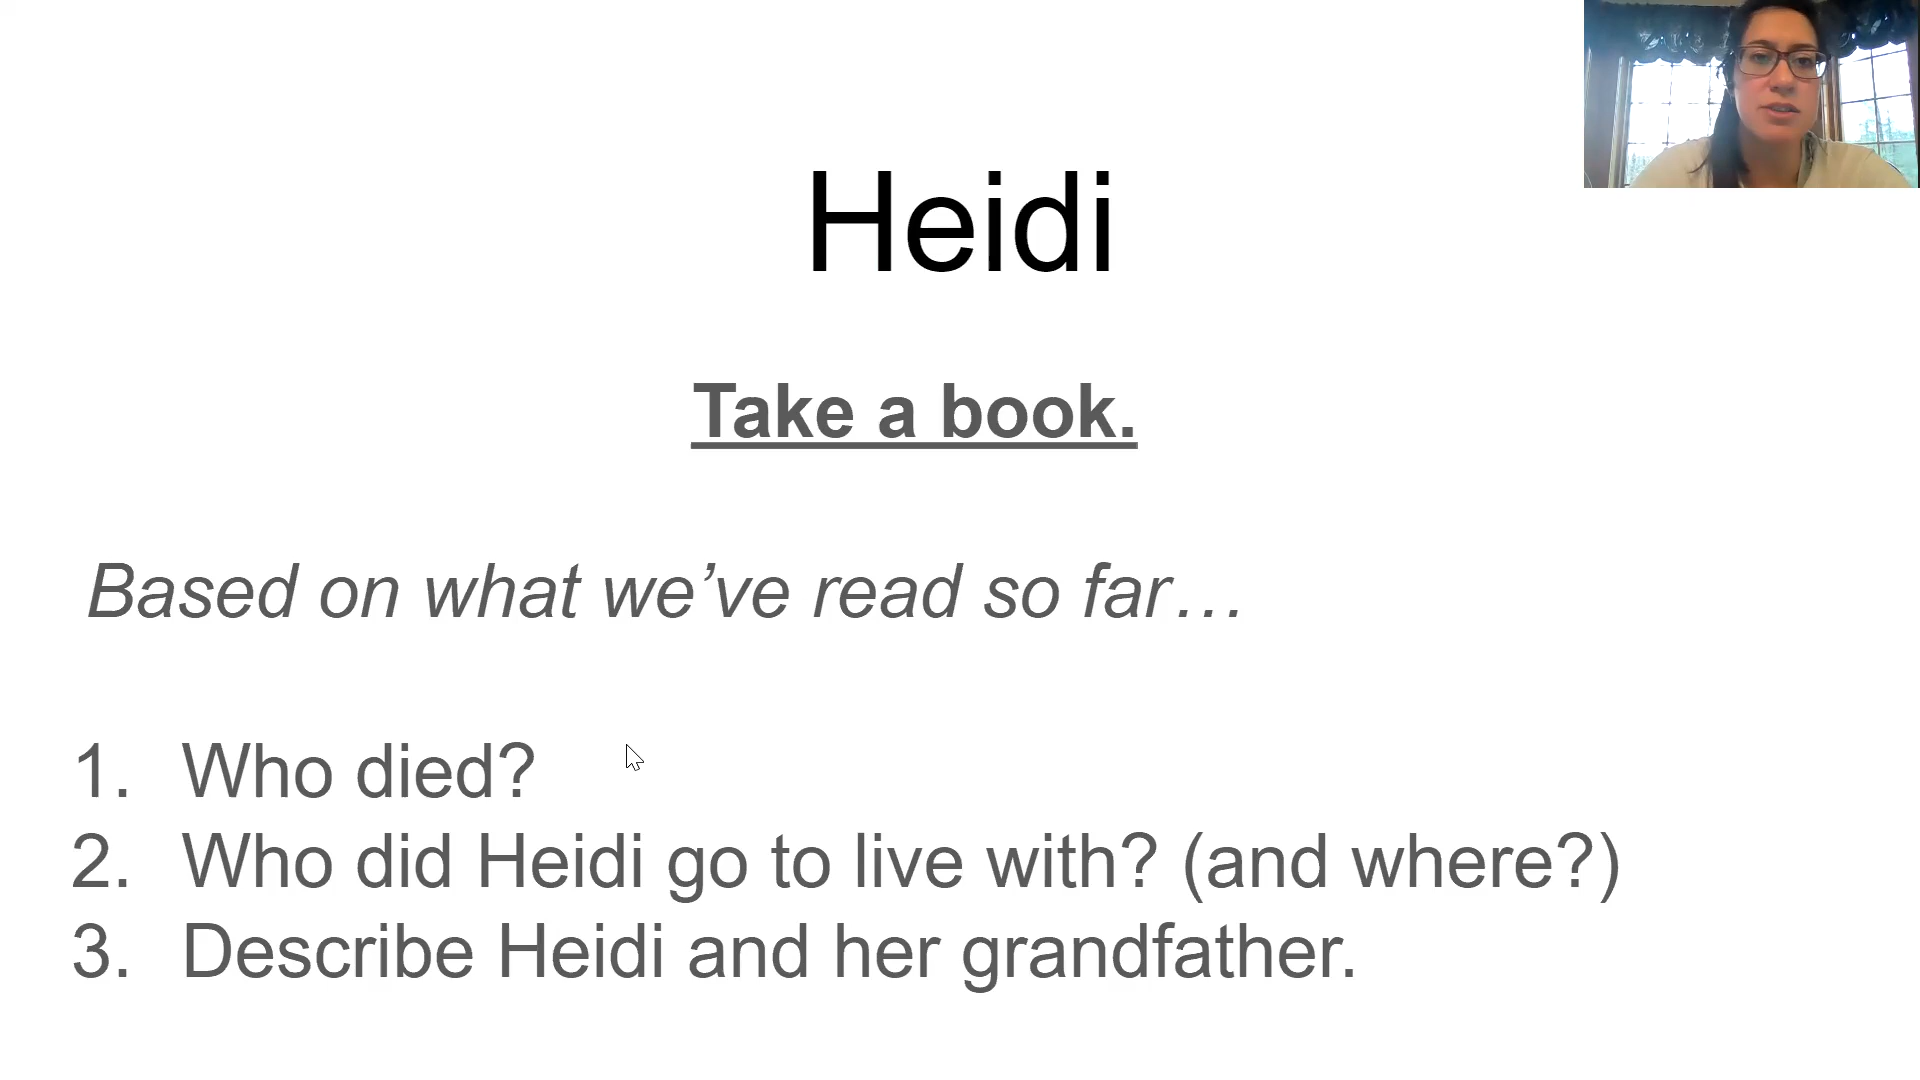 Heidi
Take a book.
Based on what we’ve read so far…
1. Who died?
2. Who did Heidi go to live with? (and where?)
3. Describe Heidi and her grandfather.